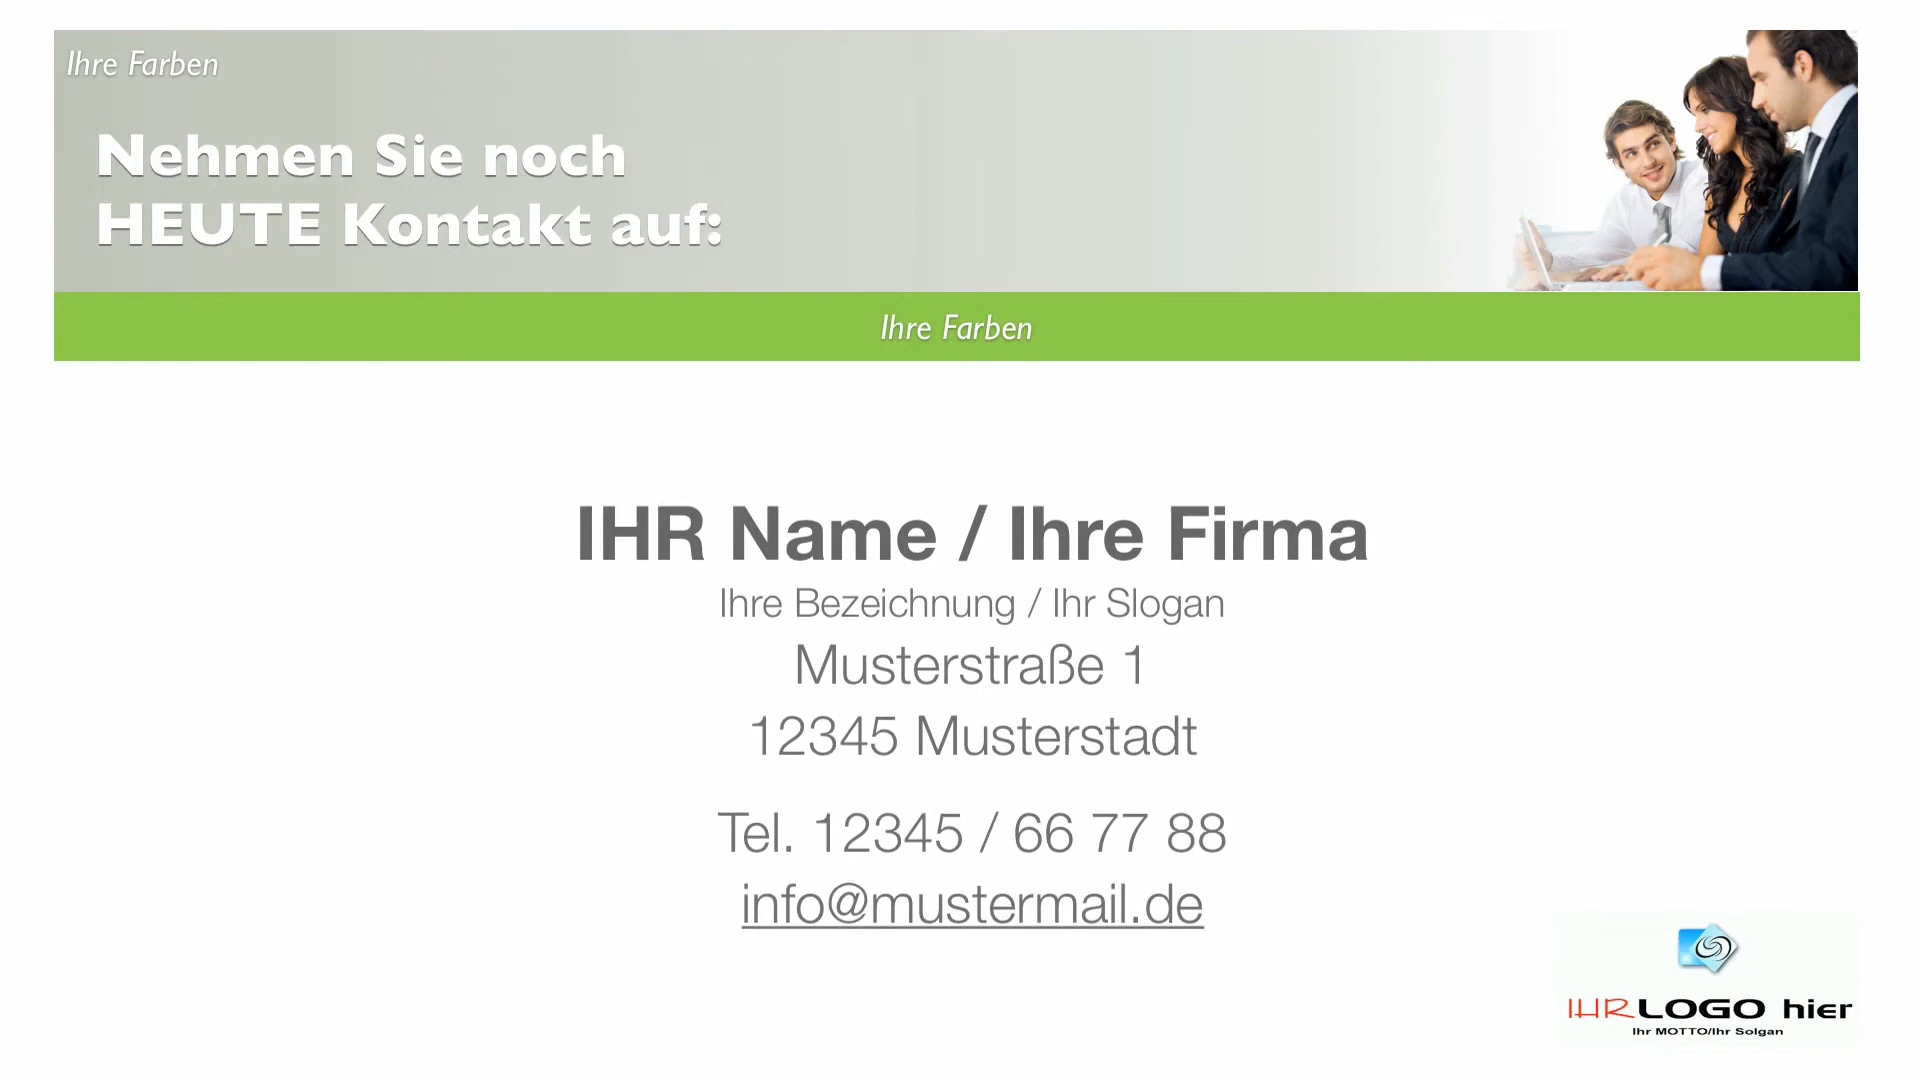 Ihre Farben
Nehmen Sie noch
HEUTE Kontakt auf:
Ihre Farben
IHR Name / Ihre Firma
Ihre Bezeichnung / Ihr Slogan
Musterstraße 1
12345 Musterstadt
Tel. 12345 / 66 77 88
info@mustermail.de
IHR LOGO hier
Ihr MOTTO/Ihr Solgan